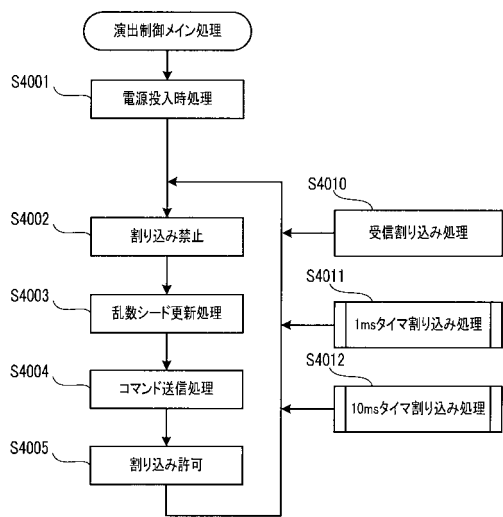 演出制御メイン処理
S4001
電源投入時処理
S4002
割り込み禁止
S4003
乱数シード更新処理
S4004
コマンド送信処理
S4005
割り込み許可
S4010
受信割り込み処理
S4011
1msタイマ割り込み処理
S4012
10msタイマ割り込み処理